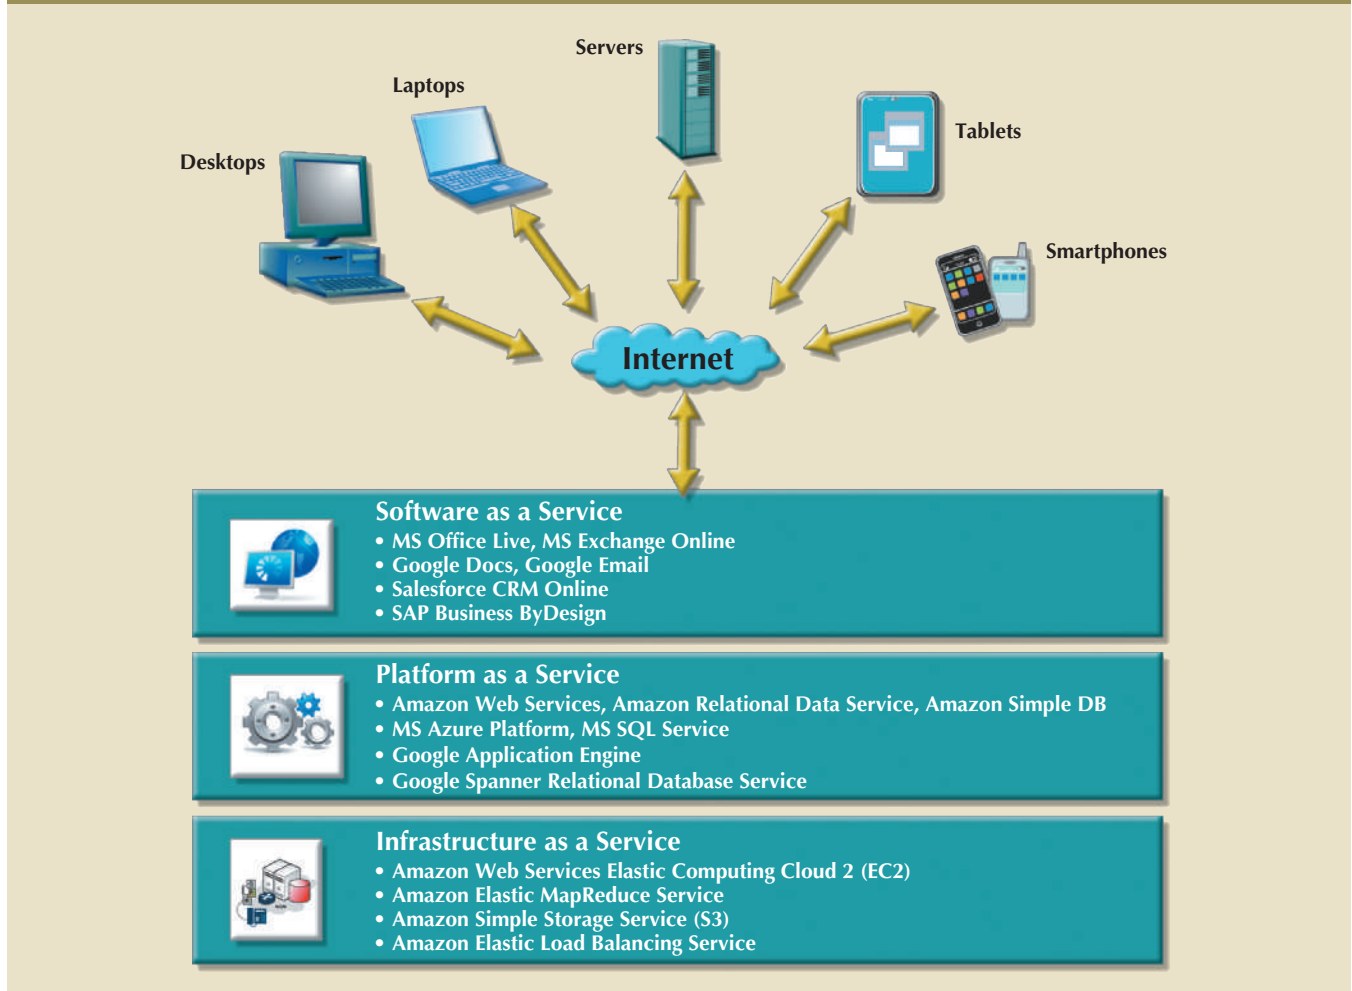 Servers
Laptops
Tablets
Desktops
Smartphones
Internet
Software as a Service
• MS Office Live, MS Exchange Online
• Google Docs, Google Email
• Salesforce CRM Online
• SAP Business ByDesign
Platform as a Service
• Amazon Web Services, Amazon Relational Data Service, Amazon Simple DB
• MS Azure Platform, MS SQL Service
• Google Application Engine
• Google Spanner Relational Database Service
Infrastructure as a Service
• Amazon Web Services Elastic Computing Cloud 2 (EC2)
• Amazon Elastic MapReduce Service
• Amazon Simple Storage Service (S3)
• Amazon Elastic Load Balancing Service